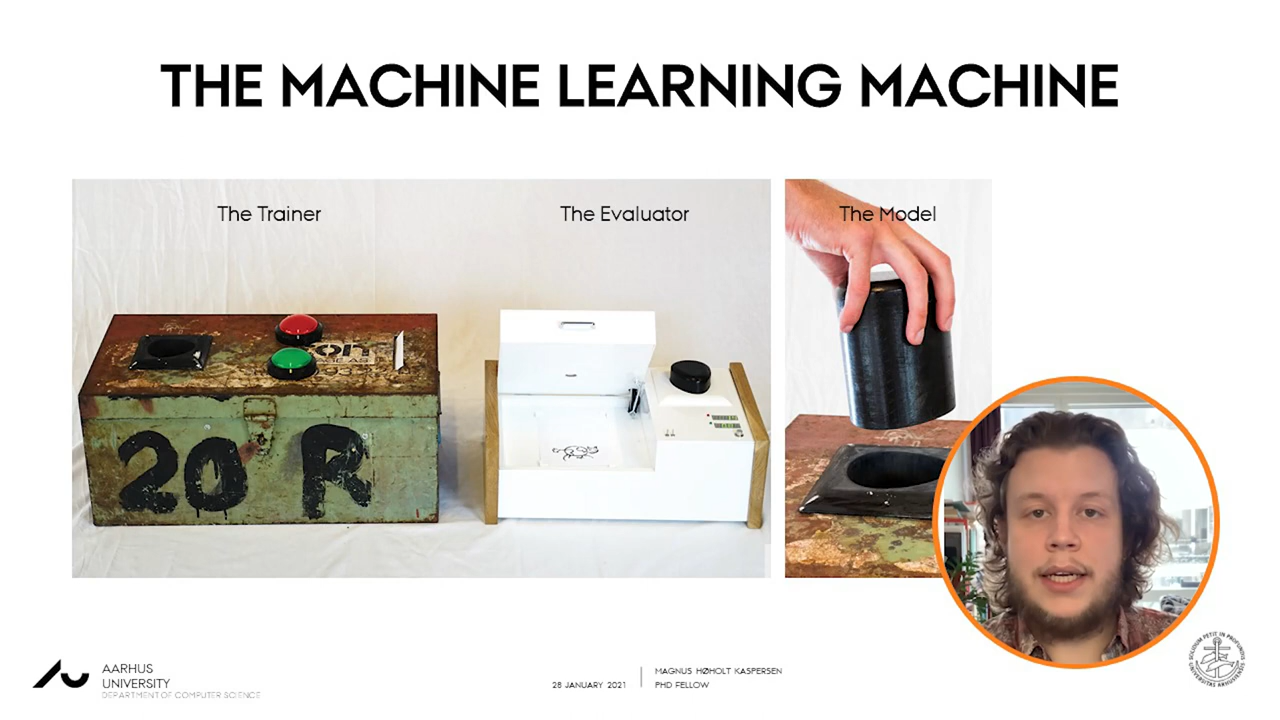 THE MACHINE LEARNING MACHINE
The Trainer
The Evaluator
The Model
20 R
AARHUS
UNIVERSITY
DEPARTMENT OF COMPUTER SCIENCE
28 JANUARY 2021
MAGNUS HØHOLT KASPERSEN
PHD FELLOW